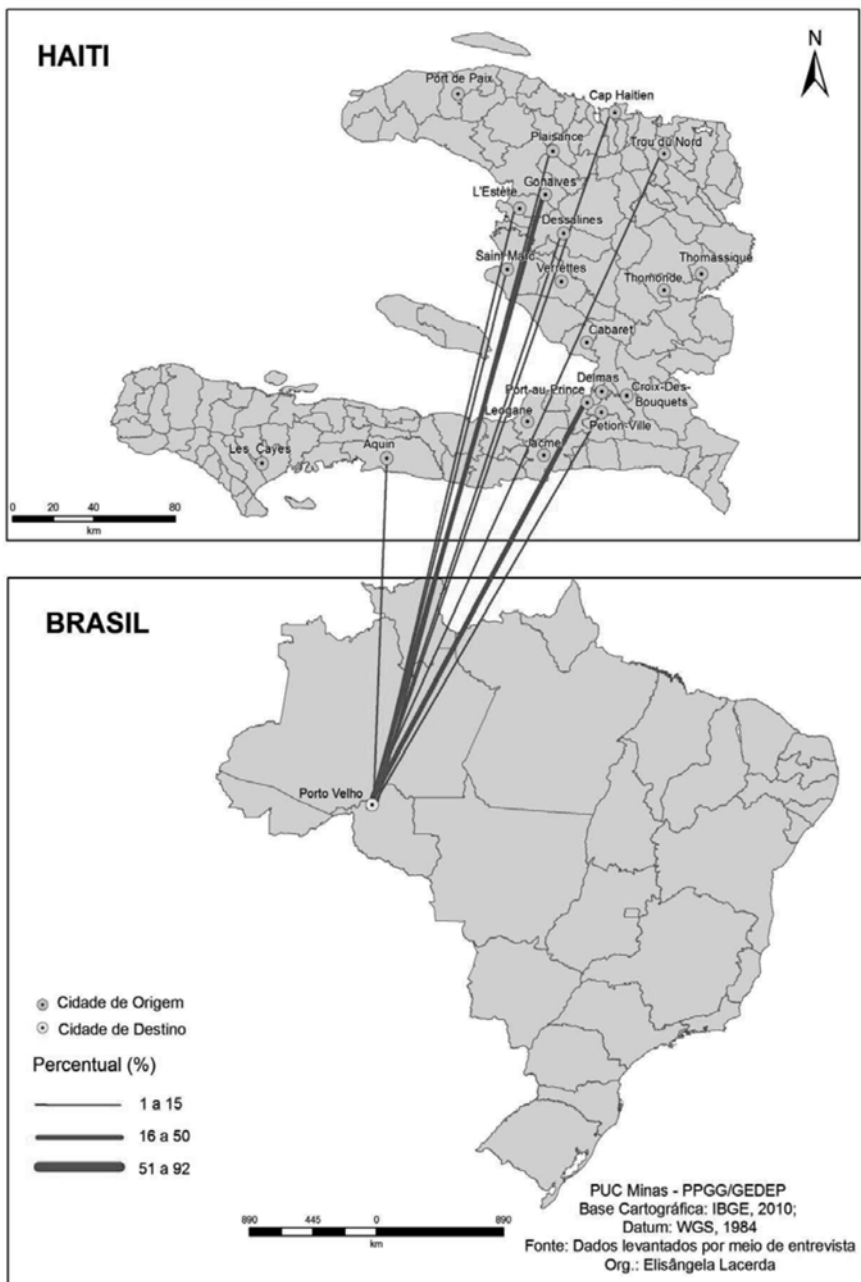 HAITI
N
Port de Paix
Cap Haitien
Plaisance
Trou du Nord
Gonaives
L'Estère
Dessalines
Saint Marc
Verrettes
Thomassique
Thomonde
Cabaret
Delmas
Port-au-Prince
Croix-Des-
Bouquets
Leogane
Petion-Ville
Jacme
Aquin
Les Cayes
0 20 40 80
km
BRASIL
Porto Velho
Cidade de Origem
Cidade de Destino
Percentual (%)
1 a 15
16 a 50
51 a 92
890 445 0 890
km
PUC Minas - PPGG/GEDEP
Base Cartográfica: IBGE, 2010;
Datum: WGS, 1984
Fonte: Dados levantados por meio de entrevista
Org.: Elisângela Lacerda